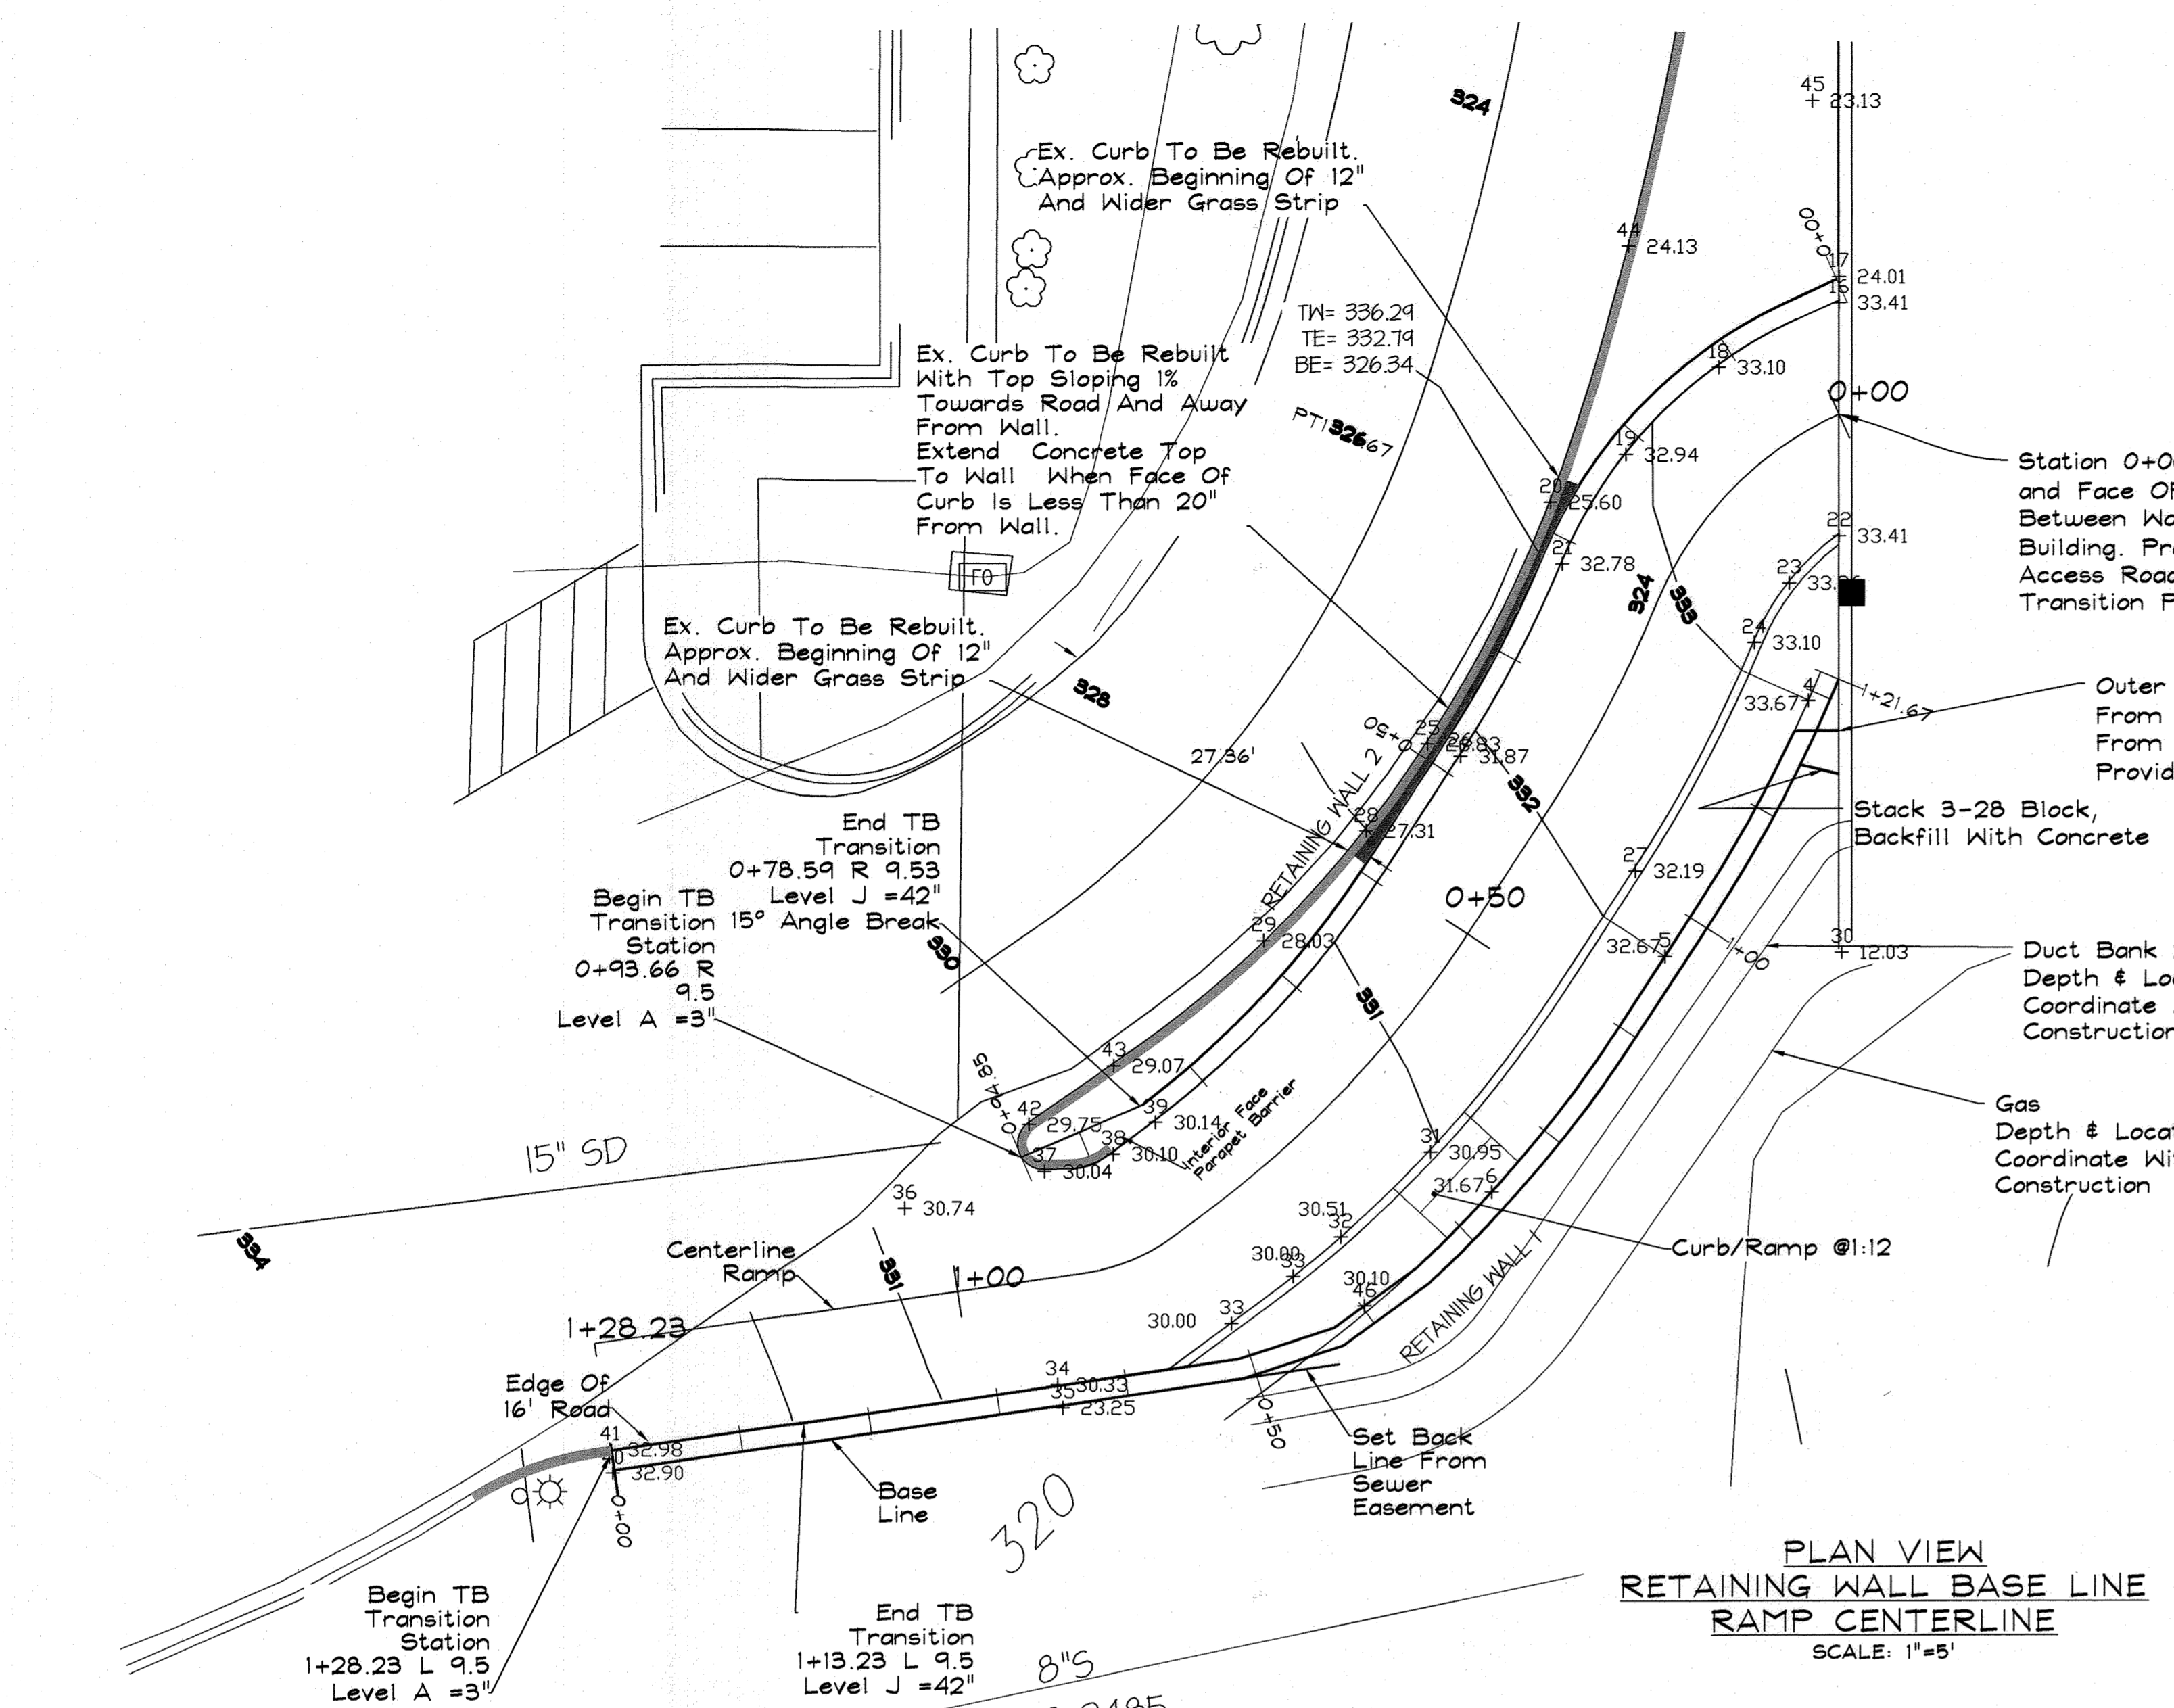 45
23.13
324
Ex. Curb To Be Rebuilt.
Approx. Beginning Of 12"
And Wider Grass Strip
44
24.13
0+00
17
24.01
16
33.41
TW= 336.29
TE= 332.79
BE= 326.34
18
33.10
Ex. Curb To Be Rebuilt
With Top Sloping 1%
Towards Road And Away
From Wall.
Extend Concrete Top
To Wall When Face Of
Curb Is Less Than 20"
From Wall.
326
0+00
19
32.94
Station 0+0
and Face Of
Between Wa
Building. Pr
Access Road
Transition
20
25.60
22
33.41
21
32.78
FO
23
324
333
24
33.10
Ex. Curb To Be Rebuilt.
Approx. Beginning Of 12"
And Wider Grass Strip
328
4
33.67
1+21.67
Outer
From
From
Provid
0+50
25
26
31.87
27.36'
332
RETAINING WALL 2
28
27.31
Stack 3-28 Block,
Backfill With Concrete
End TB
Transition
0+78.59 R 9.53
Level J =42"
15° Angle Break
27
32.19
Begin TB
Transition
Station
0+93.66 R
9.5
Level A =3"
0+50
29
28.03
330
5
32.67
1+00
30
12.03
Duct Bank
Depth & Loc
Coordinate
Construction
331
43
29.07
0+94.85
42
29.75
39
30.14
38
30.10
37
30.04
Interior Face
Parapet Barrier
Gas
Depth & Locat
Coordinate Wi
Construction
15" SD
31
30.95
6
31.67
36
30.74
30.51
32
334
Centerline
Ramp
331
1+00
30.00
33
Curb/Ramp @1:12
30.10
46
33
30.00
RETAINING WALL 1
1+28.23
34
30.33
35
23.25
Edge Of
16' Road
41
32.98
32.90
0+00
0+50
Base
Line
Set Back
Line From
Sewer
Easement
320
PLAN VIEW
RETAINING WALL BASE LINE
RAMP CENTERLINE
SCALE: 1"=5'
Begin TB
Transition
Station
1+28.23 L 9.5
Level A =3"
End TB
Transition
1+13.23 L 9.5
Level J =42"
8"S